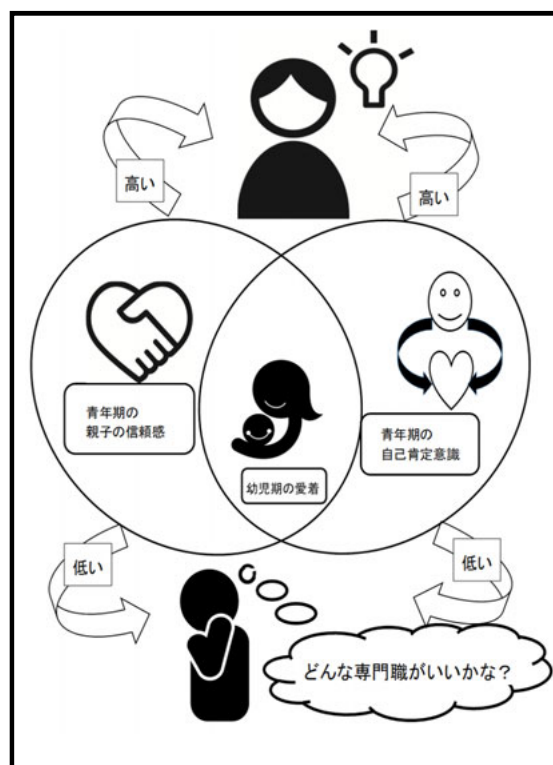 高い
高い
青年期の
親子の信頼感
青年期の
自己肯定意識
幼児期の愛着
低い
低い
どんな専門職がいいかな?